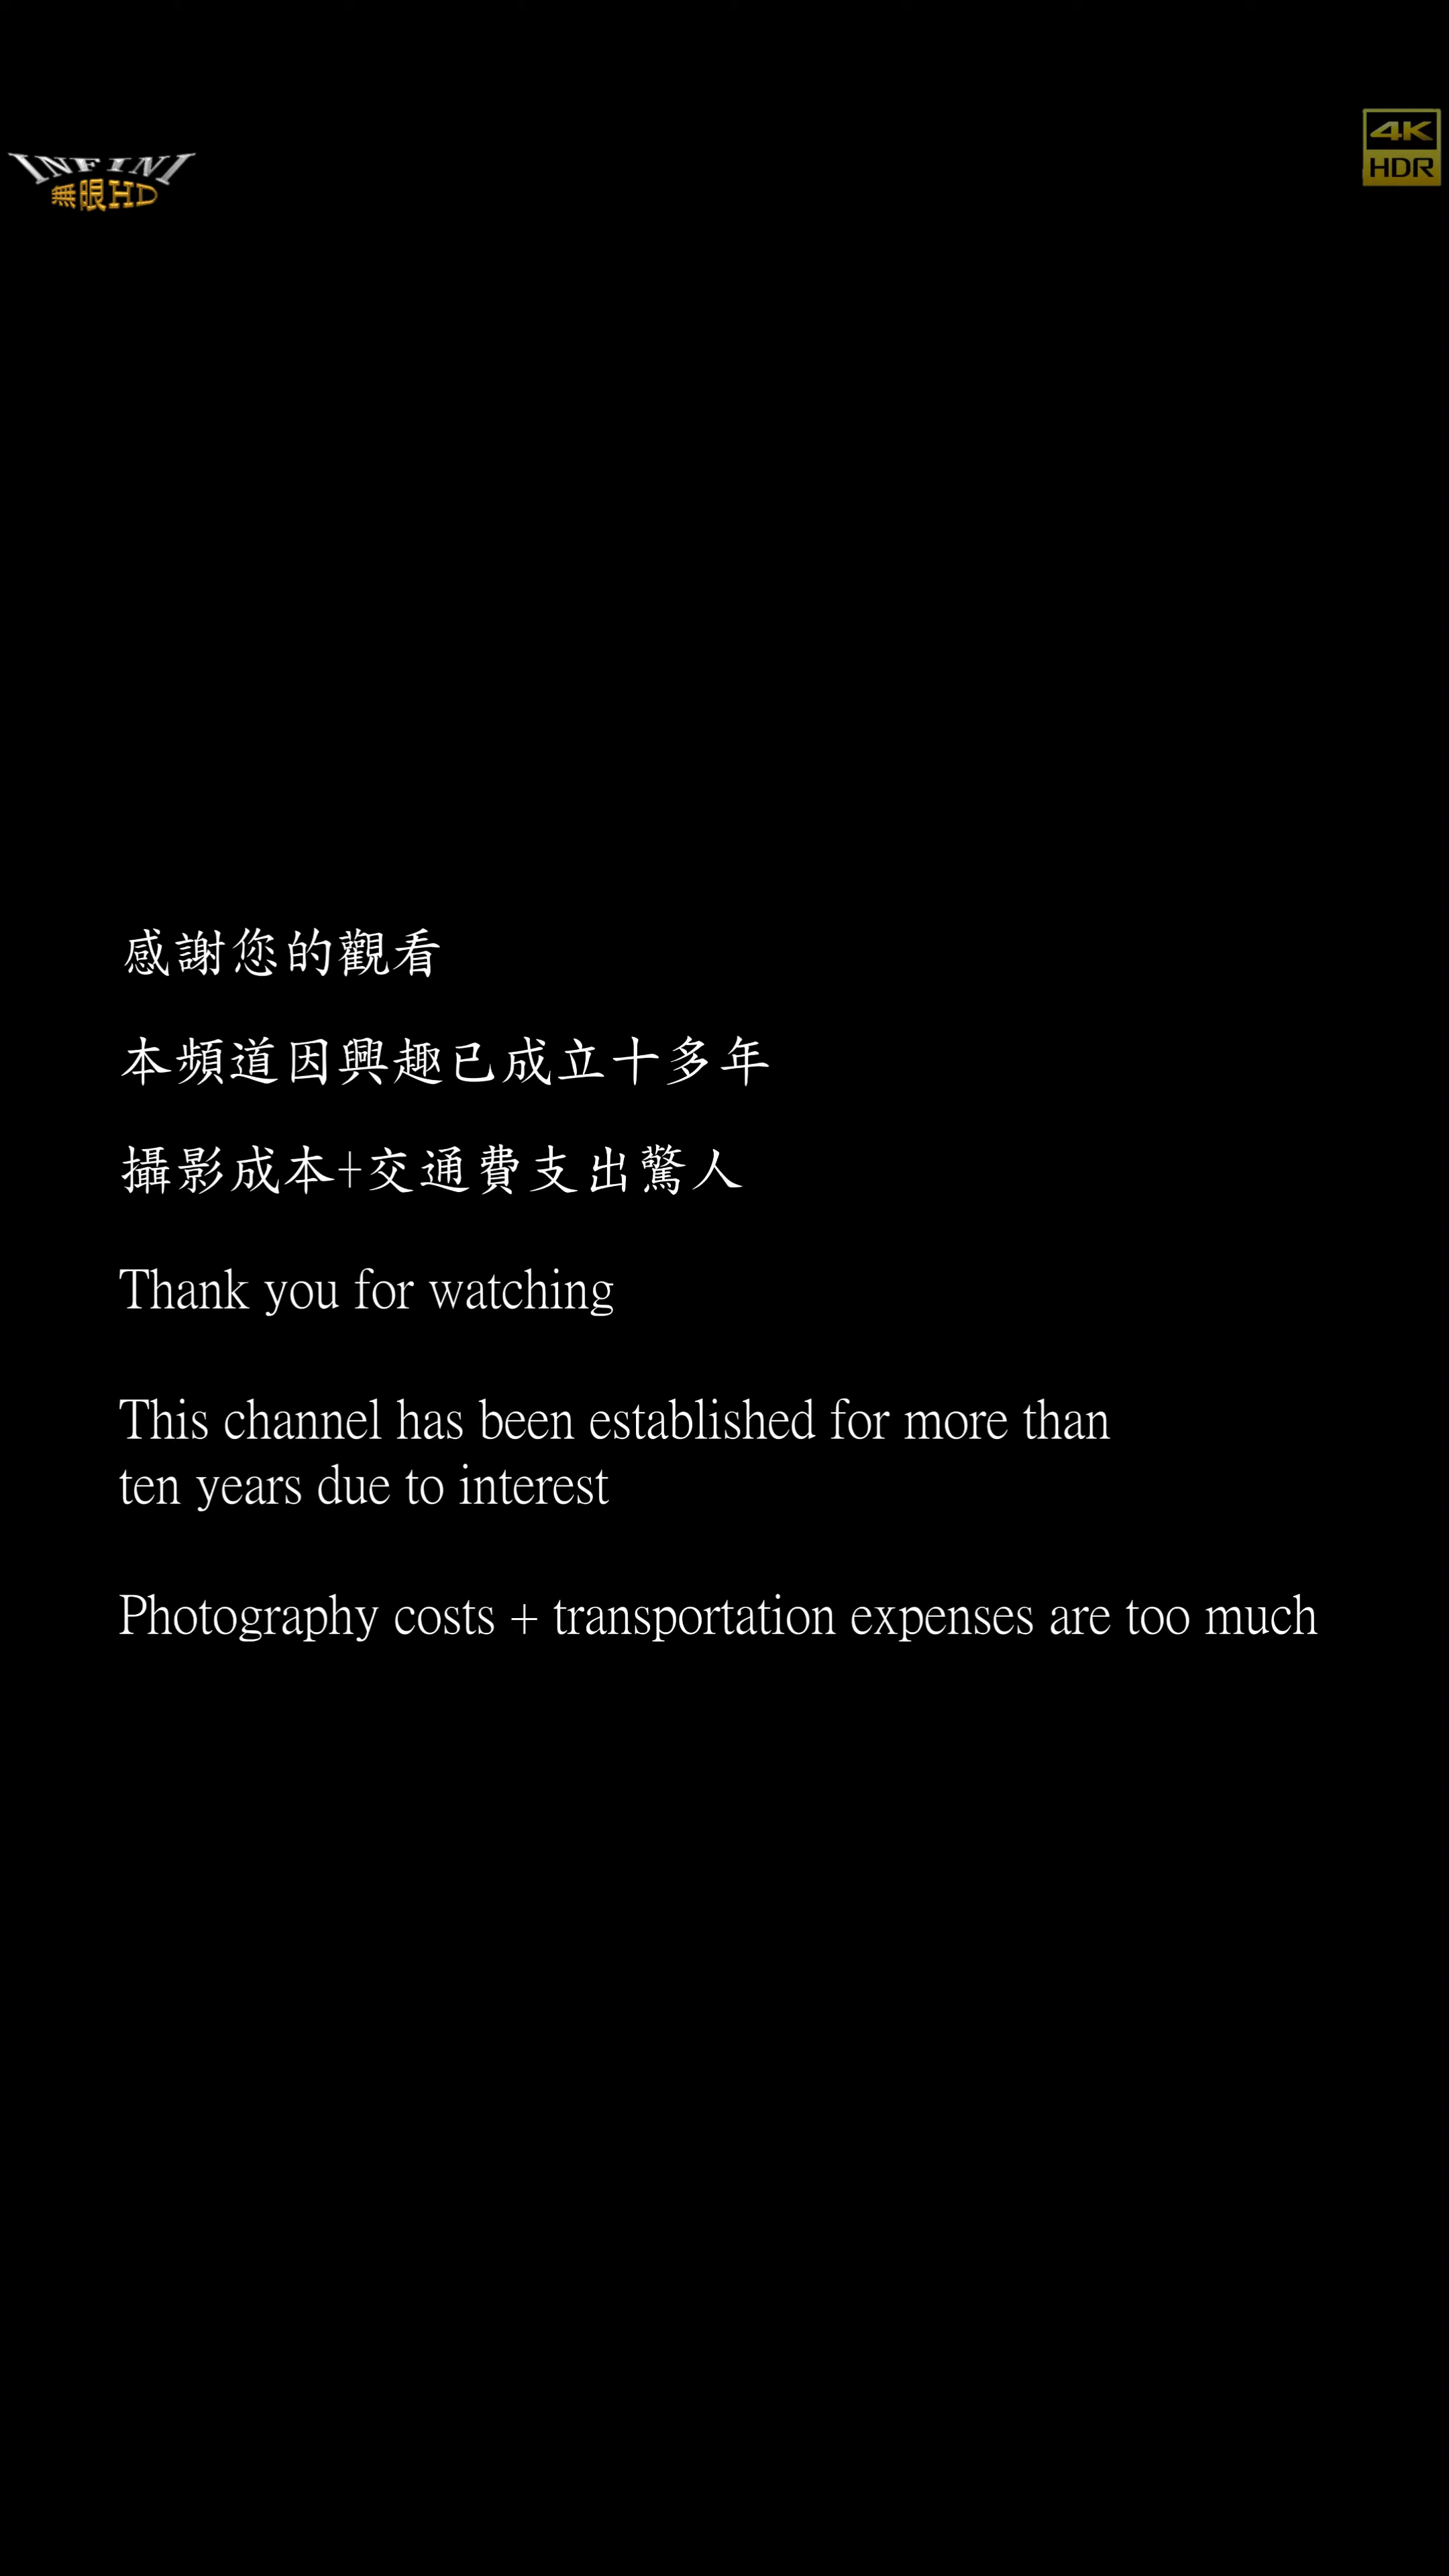 INFINI
4K
無限HD
HDR
感謝您的觀看
本頻道因興趣已成立十多年
攝影成本+交通費支出驚人
Thank you for watching
This channel has been established for more than
ten years due to interest
Photography costs + transportation expenses are too much